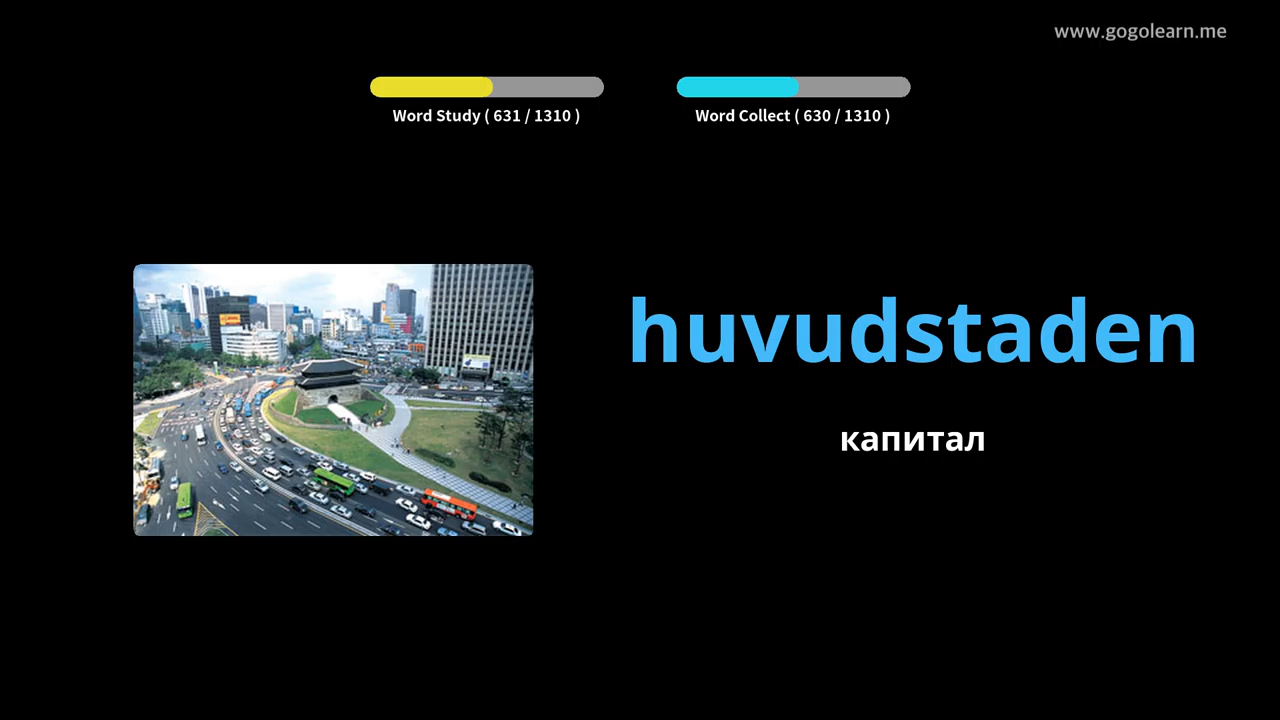 www.gogolearn.me
Word Study ( 631 / 1310 )
Word Collect ( 630 / 1310 )
huvudstaden
капитал